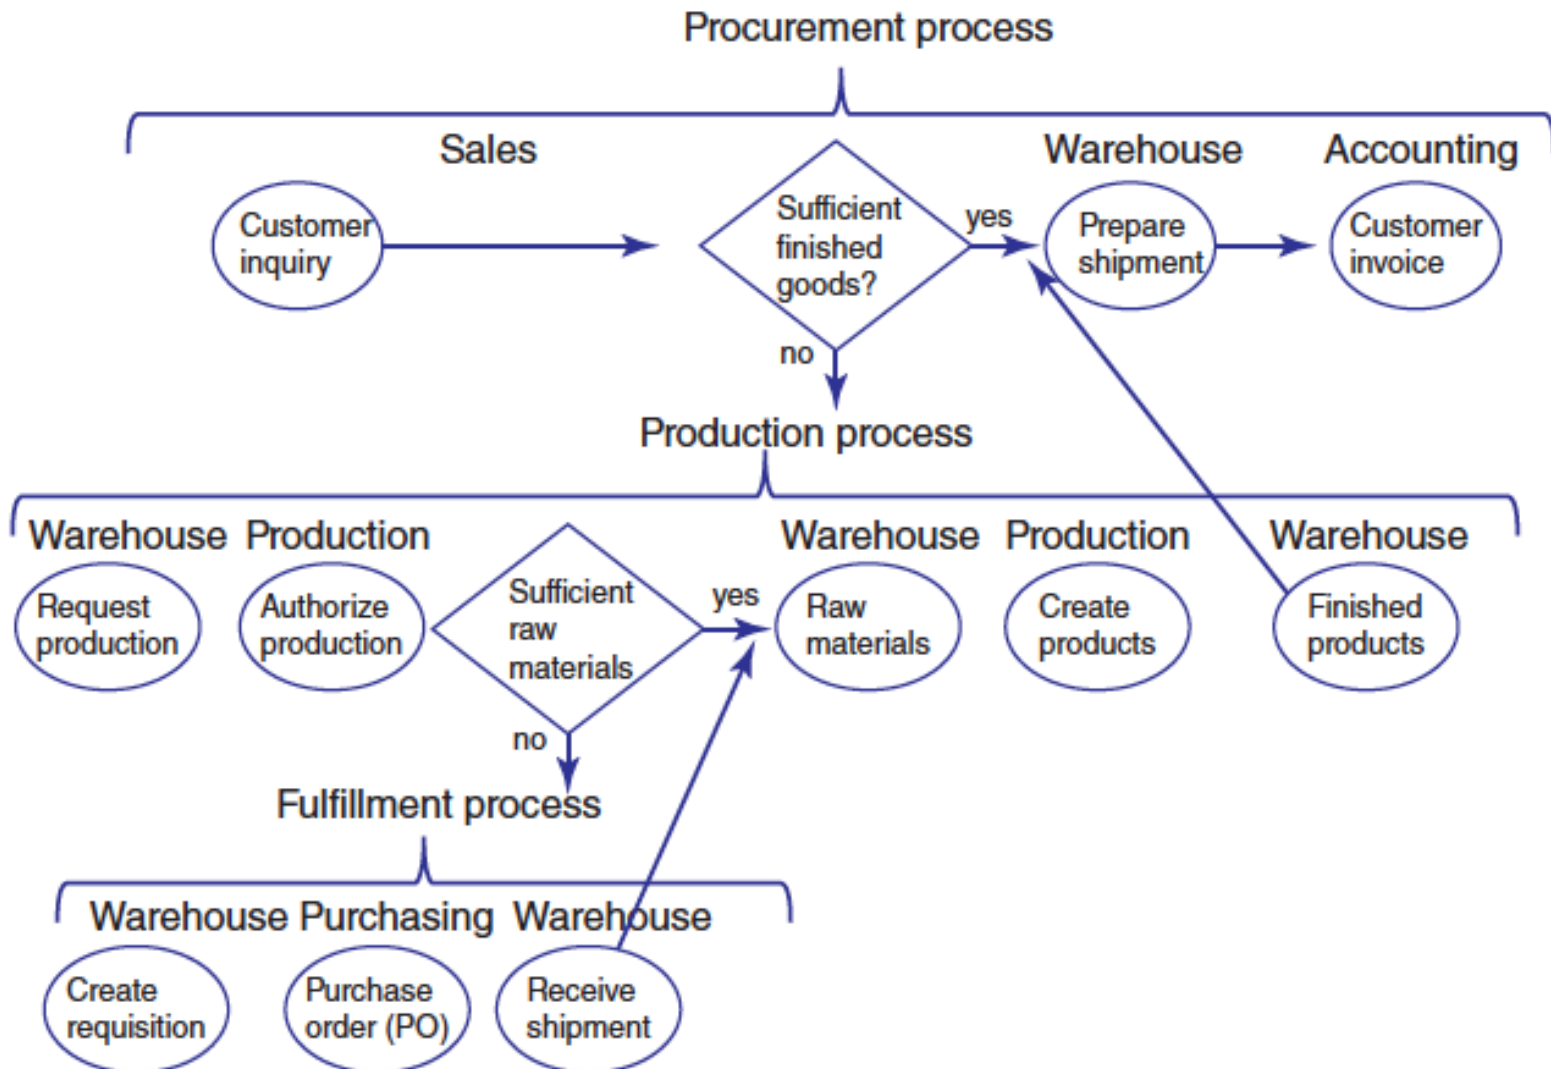 Procurement process
Sales
Warehouse
Accounting
Customer
inquiry
Sufficient
finished
goods?
yes
Prepare
shipment
Customer
invoice
no
Production process
Warehouse
Production
Warehouse
Production
Warehouse
Request
production
Authorize
production
Sufficient
raw
materials
yes
Raw
materials
Create
products
Finished
products
no
Fulfillment process
Warehouse
Purchasing
Warehouse
Create
requisition
Purchase
order (PO)
Receive
shipment